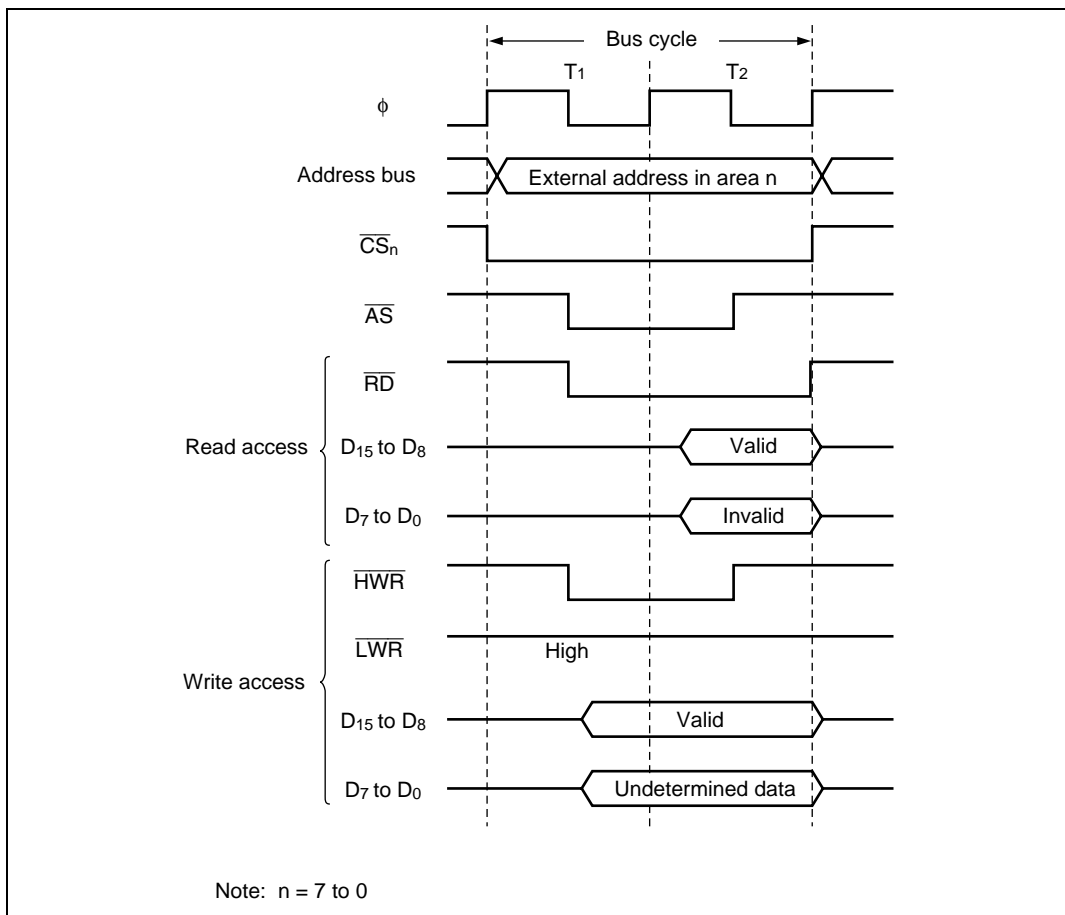 Bus cycle
T1 T2
φ
Address bus External address in area n
CSn
AS
RD
Read access D15 to D8 Valid
D7 to D0 Invalid
HWR
LWR High
Write access
D15 to D8 Valid
D7 to D0 Undetermined data
Note: n = 7 to 0